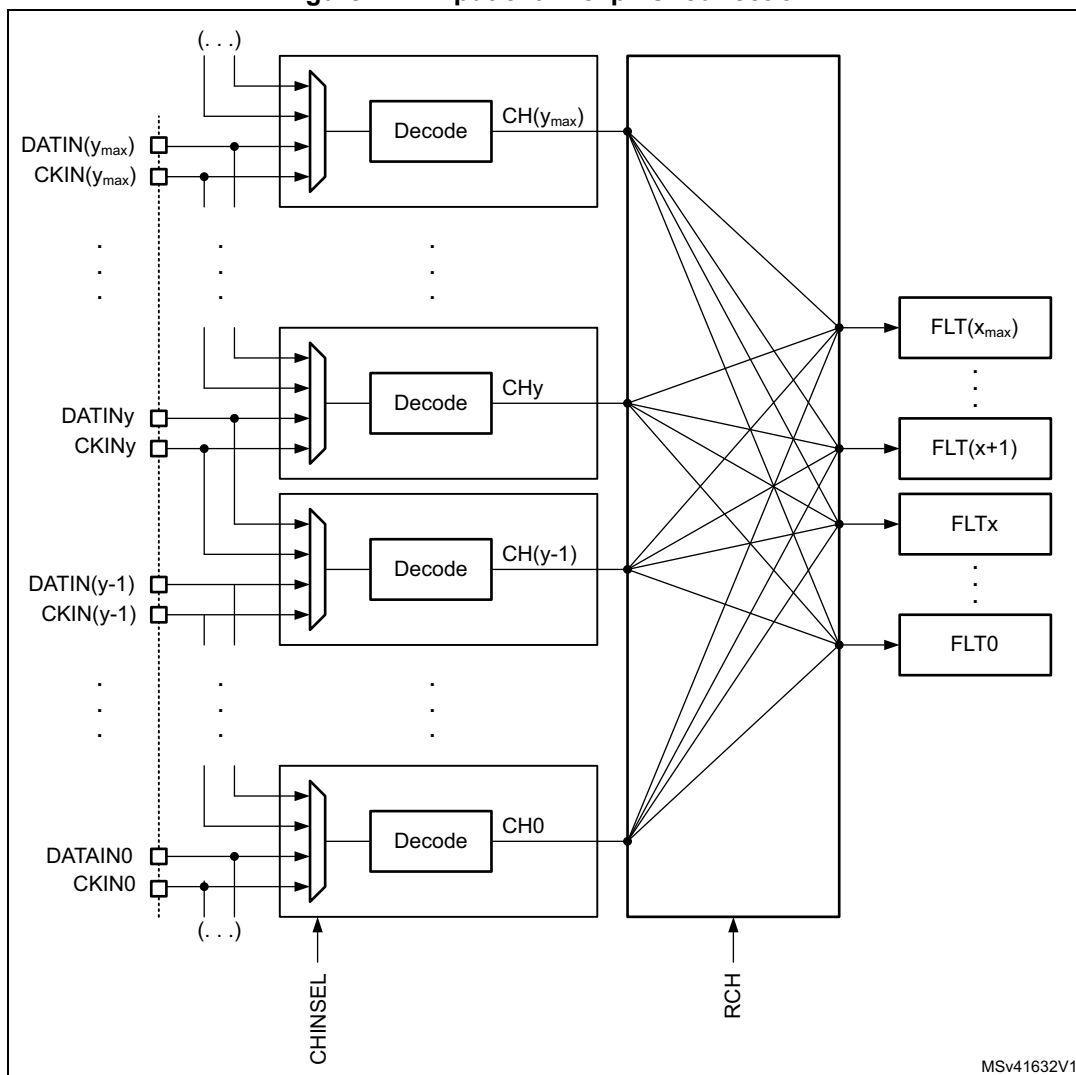 (. . .)
DATIN(ymax)
CKIN(ymax)
Decode
CH(ymax)
. . .
. . .
. . .
DATINy
CKINy
Decode
CHy
DATIN(y-1)
CKIN(y-1)
Decode
CH(y-1)
. . .
. . .
. . .
DATAIN0
CKIN0
Decode
CH0
(. . .)
CHINSEL
RCH
FLT(xmax)
. . .
FLT(x+1)
FLTx
. . .
FLT0
MSv41632V1